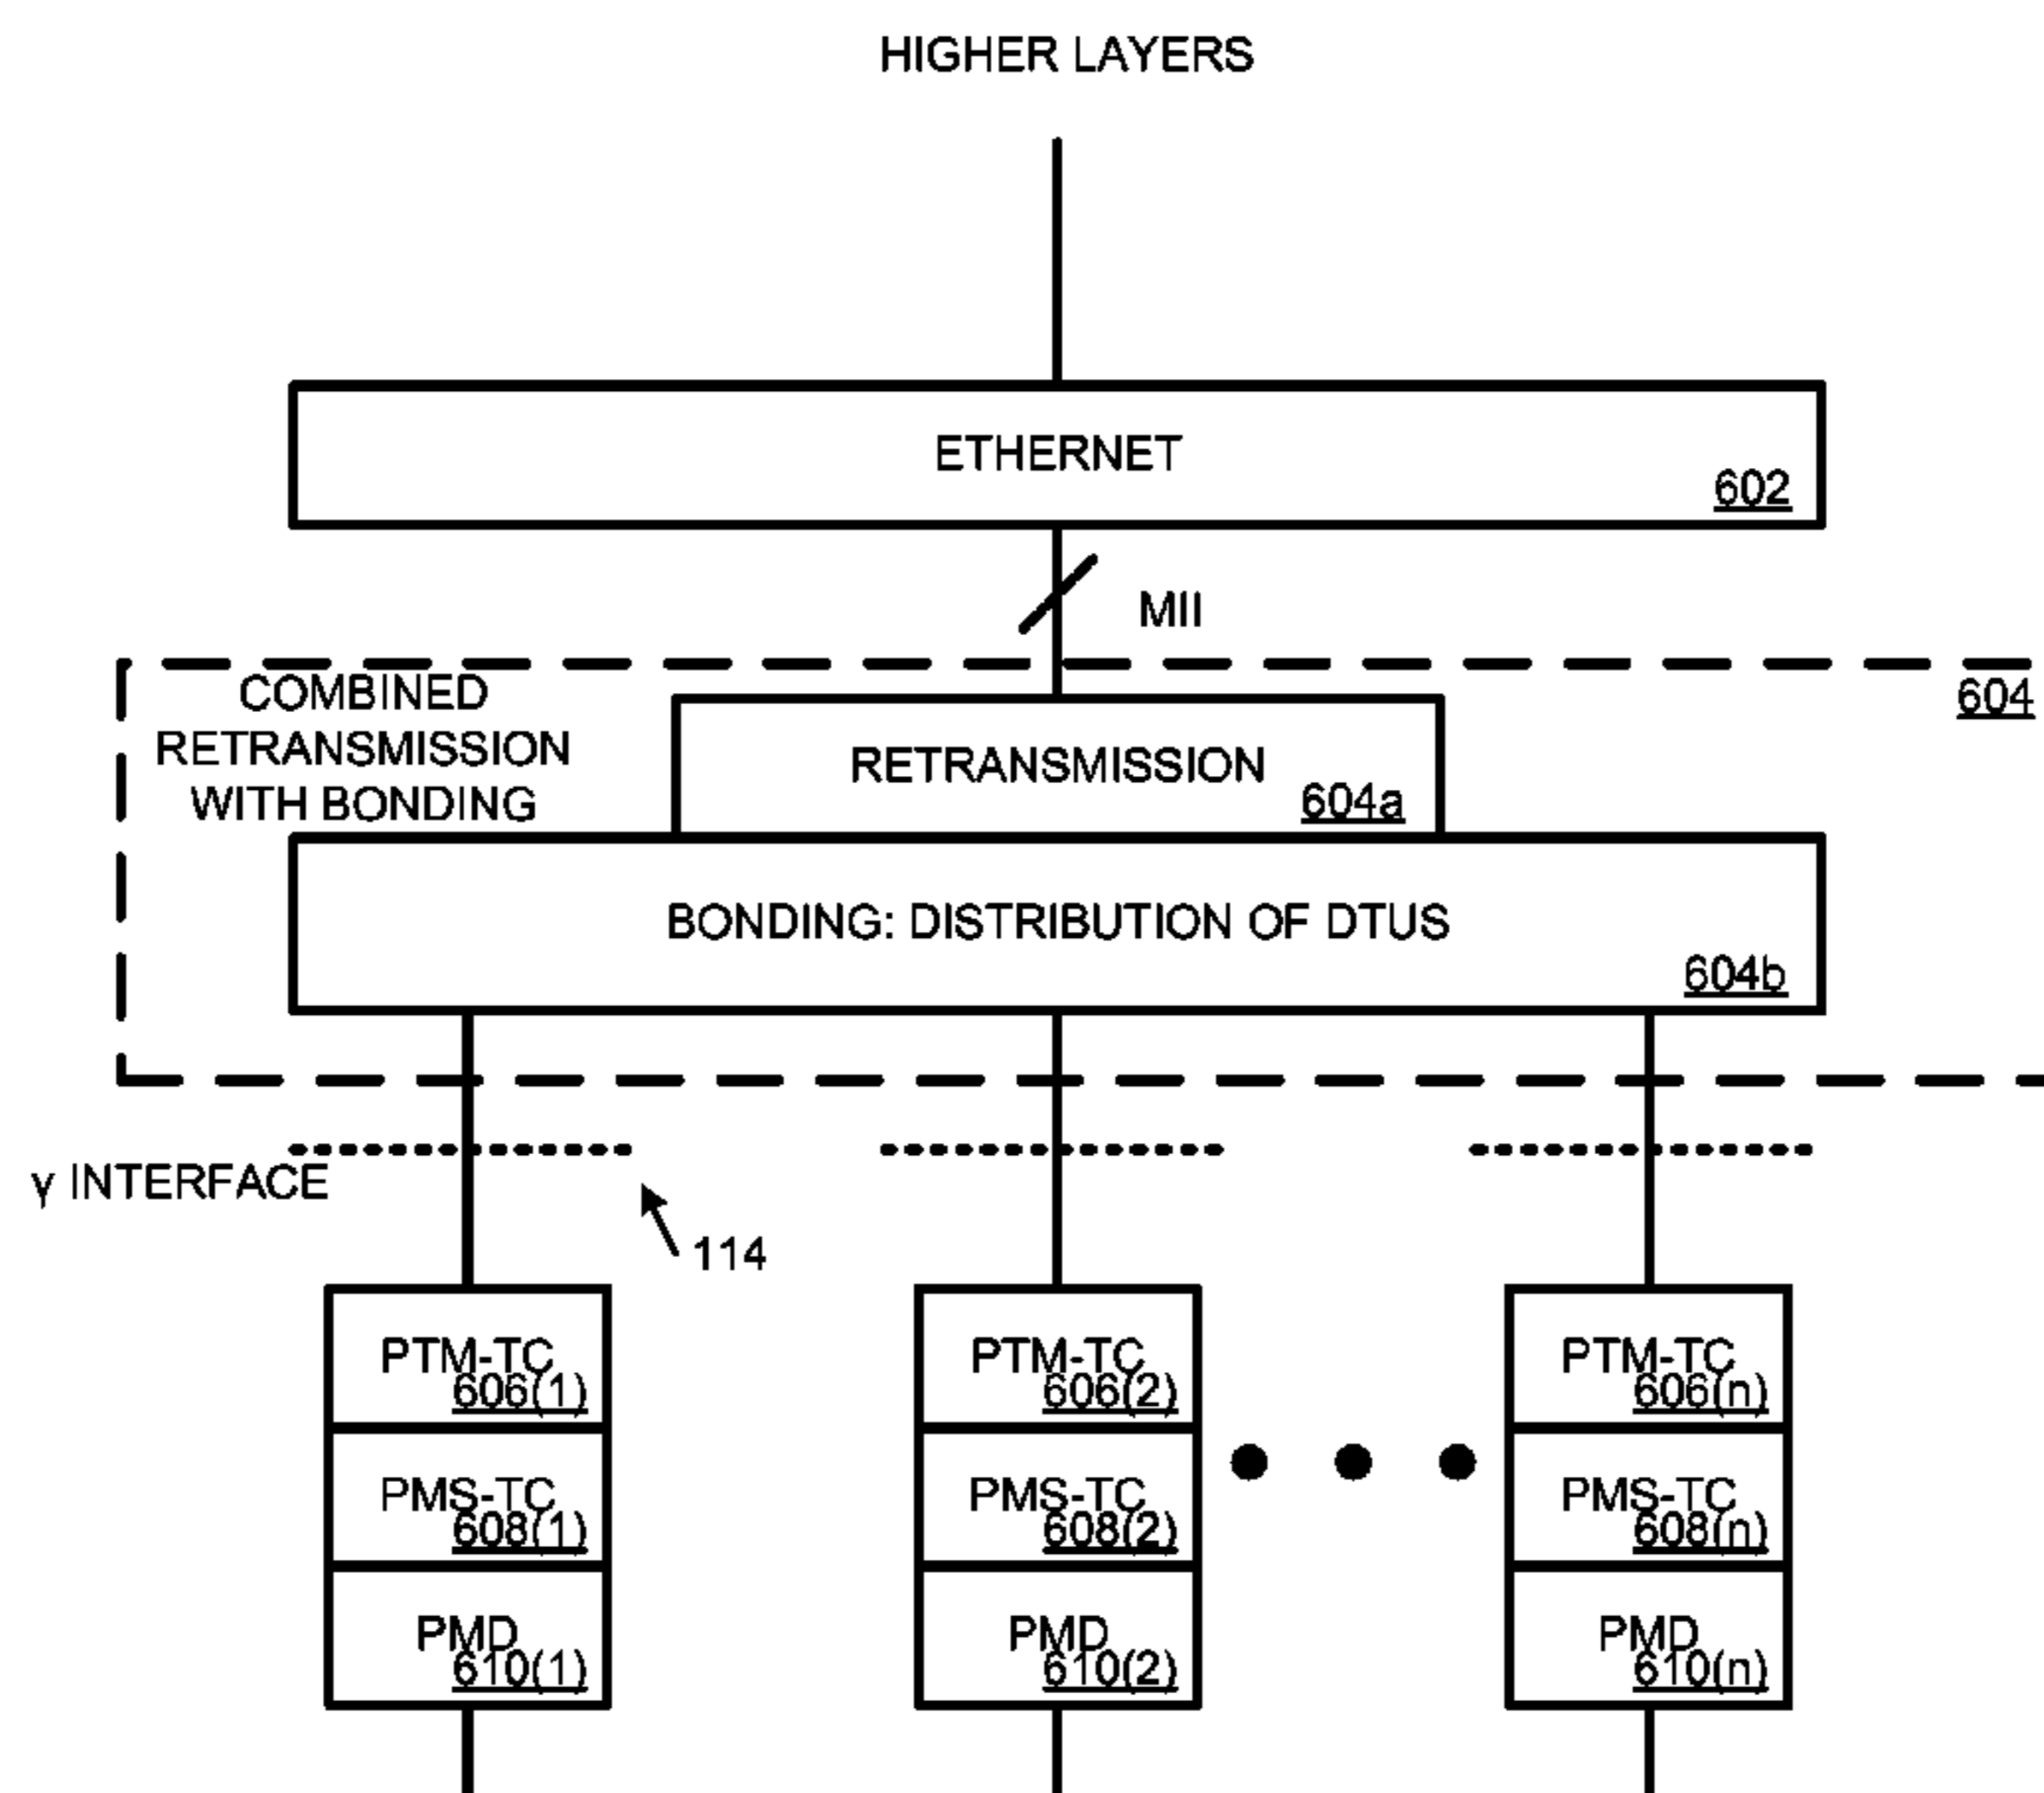 HIGHER LAYERS
ETHERNET
602
MII
604
COMBINED
RETRANSMISSION
WITH BONDING
RETRANSMISSION
604a
BONDING: DISTRIBUTION OF DTUS
604b
γ INTERFACE
114
PTM-TC
606(1)
PTM-TC
606(2)
PTM-TC
606(n)
PMS-TC
608(1)
PMS-TC
608(2)
PMS-TC
608(n)
PMD
610(1)
PMD
610(2)
PMD
610(n)